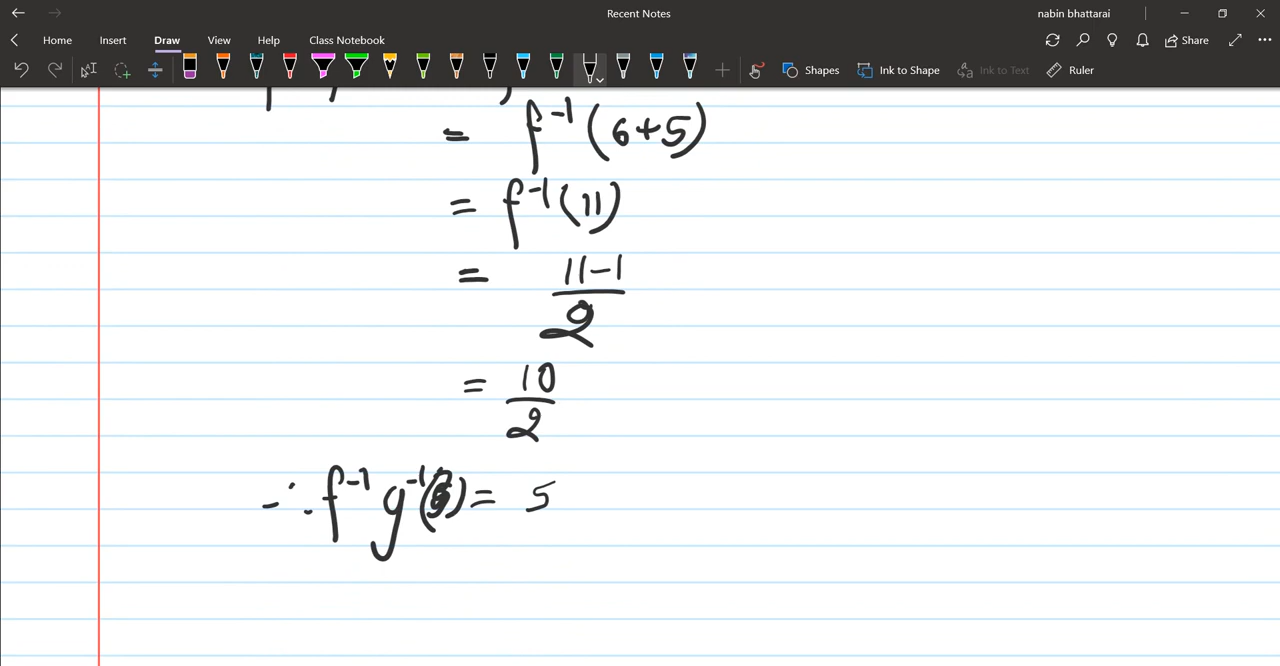 Recent Notes
nabin bhattarai
Home Insert Draw View Help Class Notebook
Share
Shapes Ink to Shape Ink to Text Ruler
= f⁻¹(6+5)
= f⁻¹(11)
= 11-1
2
= 10
2
∴ f⁻¹ g⁻¹( ) = 5